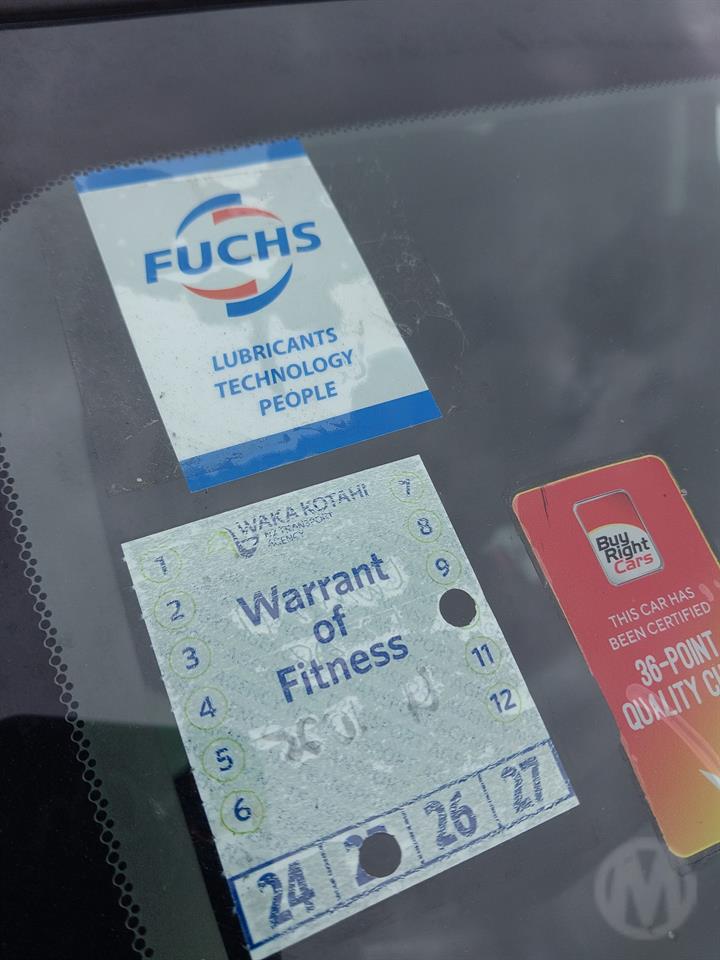 FUCHS
LUBRICANTS
TECHNOLOGY
PEOPLE
WAKA KOTAHI
NZ TRANSPORT
AGENCY
Warrant
of
Fitness
1
2
3
4
5
6
7
8
9
11
12
24
26
27
Buy
Right
Cars
THIS CAR HAS
BEEN CERTIFIED
36-POINT
QUALITY
M